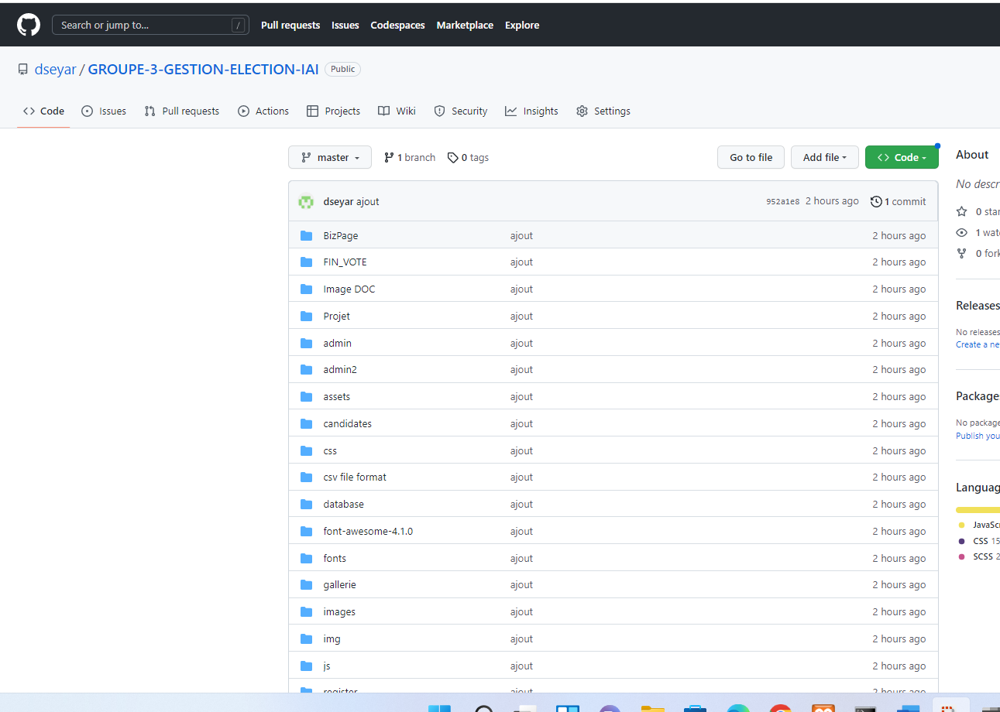 Search or jump to... /
Pull requests Issues Codespaces Marketplace Explore
dseyar / GROUPE-3-GESTION-ELECTION-IAI Public
Code Issues Pull requests Actions Projects Wiki Security Insights Settings
master 1 branch 0 tags Go to file Add file Code
dseyar ajout 952a1e8 2 hours ago 1 commit
BizPage ajout 2 hours ago
FIN_VOTE ajout 2 hours ago
Image DOC ajout 2 hours ago
Projet ajout 2 hours ago
admin ajout 2 hours ago
admin2 ajout 2 hours ago
assets ajout 2 hours ago
candidates ajout 2 hours ago
css ajout 2 hours ago
csv file format ajout 2 hours ago
database ajout 2 hours ago
font-awesome-4.1.0 ajout 2 hours ago
fonts ajout 2 hours ago
gallerie ajout 2 hours ago
images ajout 2 hours ago
img ajout 2 hours ago
js ajout 2 hours ago
register ajout 2 hours ago
About
No descr
0 star
1 wat
0 fork
Releases
No releases
Create a ne
Package
No package
Publish you
Languag
JavaScr
CSS 15
SCSS 2